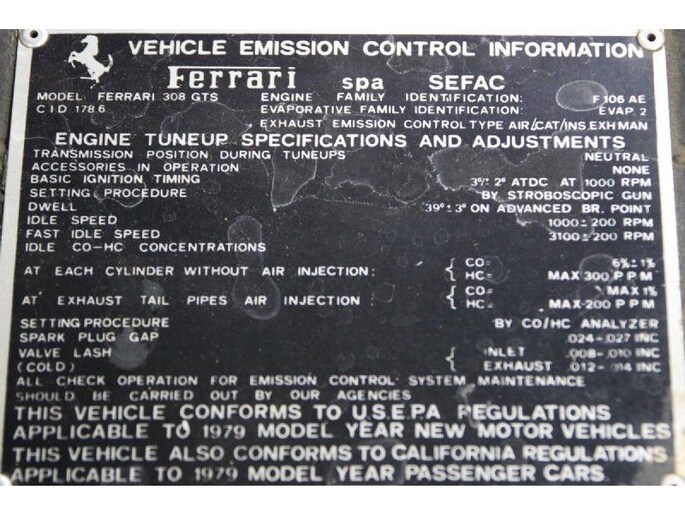 VEHICLE EMISSION CONTROL INFORMATION
Ferrari spa SEFAC
MODEL FERRARI 308 GTS ENGINE FAMILY IDENTIFICATION: F 106 AE
CID 178.6 EVAPORATIVE FAMILY IDENTIFICATION: EVAP. 2
EXHAUST EMISSION CONTROL TYPE AIR/CAT/INS.EXH MAN
ENGINE TUNEUP SPECIFICATIONS AND ADJUSTMENTS
TRANSMISSION POSITION DURING TUNEUPS NEUTRAL
ACCESSORIES IN OPERATION NONE
BASIC IGNITION TIMING 3°± 2° ATDC AT 1000 RPM
SETTING PROCEDURE BY STROBOSCOPIC GUN
DWELL 39°± 3° ON ADVANCED BR. POINT
IDLE SPEED 1000± 200 RPM
FAST IDLE SPEED 3100±200 RPM
IDLE CO-HC CONCENTRATIONS
AT EACH CYLINDER WITHOUT AIR INJECTION: { CO= 6%± 1%
HC= MAX 300 PPM
AT EXHAUST TAIL PIPES AIR INJECTION { CO= MAX 1%
HC= MAX 200 PPM
SETTING PROCEDURE BY CO/HC ANALYZER
SPARK PLUG GAP .024-.027 INC
VALVE LASH { INLET .008-.010 INC
(COLD) EXHAUST .012-.014 INC
ALL CHECK OPERATION FOR EMISSION CONTROL SYSTEM MAINTENANCE
SHOULD BE CARRIED OUT BY OUR AGENCIES
THIS VEHICLE CONFORMS TO U.S.E.P.A. REGULATIONS
APPLICABLE TO 1979 MODEL YEAR NEW MOTOR VEHICLES
THIS VEHICLE ALSO CONFORMS TO CALIFORNIA REGULATIONS
APPLICABLE TO 1979 MODEL YEAR PASSENGER CARS